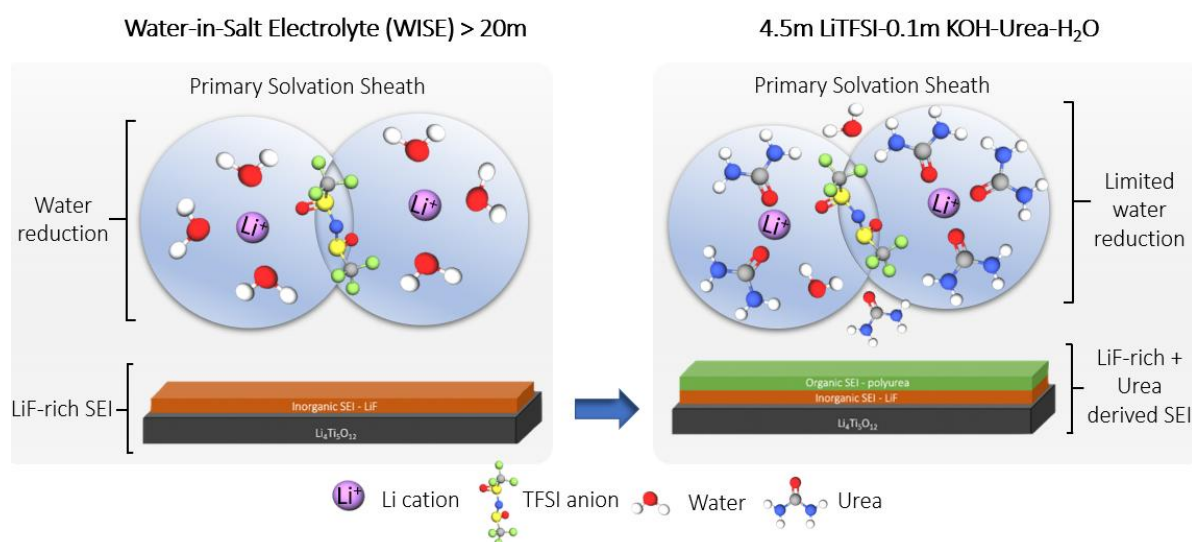 Water-in-Salt Electrolyte (WISE) > 20m
4.5m LiTFSI-0.1m KOH-Urea-H₂O
Primary Solvation Sheath
Li⁺
Li⁺
Water
reduction
Inorganic SEI - LiF
Li₄Ti₅O₁₂
LiF-rich SEI
Primary Solvation Sheath
Li⁺
Li⁺
Limited
water
reduction
Organic SEI - polyurea
Inorganic SEI - LiF
Li₄Ti₅O₁₂
LiF-rich +
Urea
derived SEI
Li⁺ Li cation
TFSI anion
Water
Urea